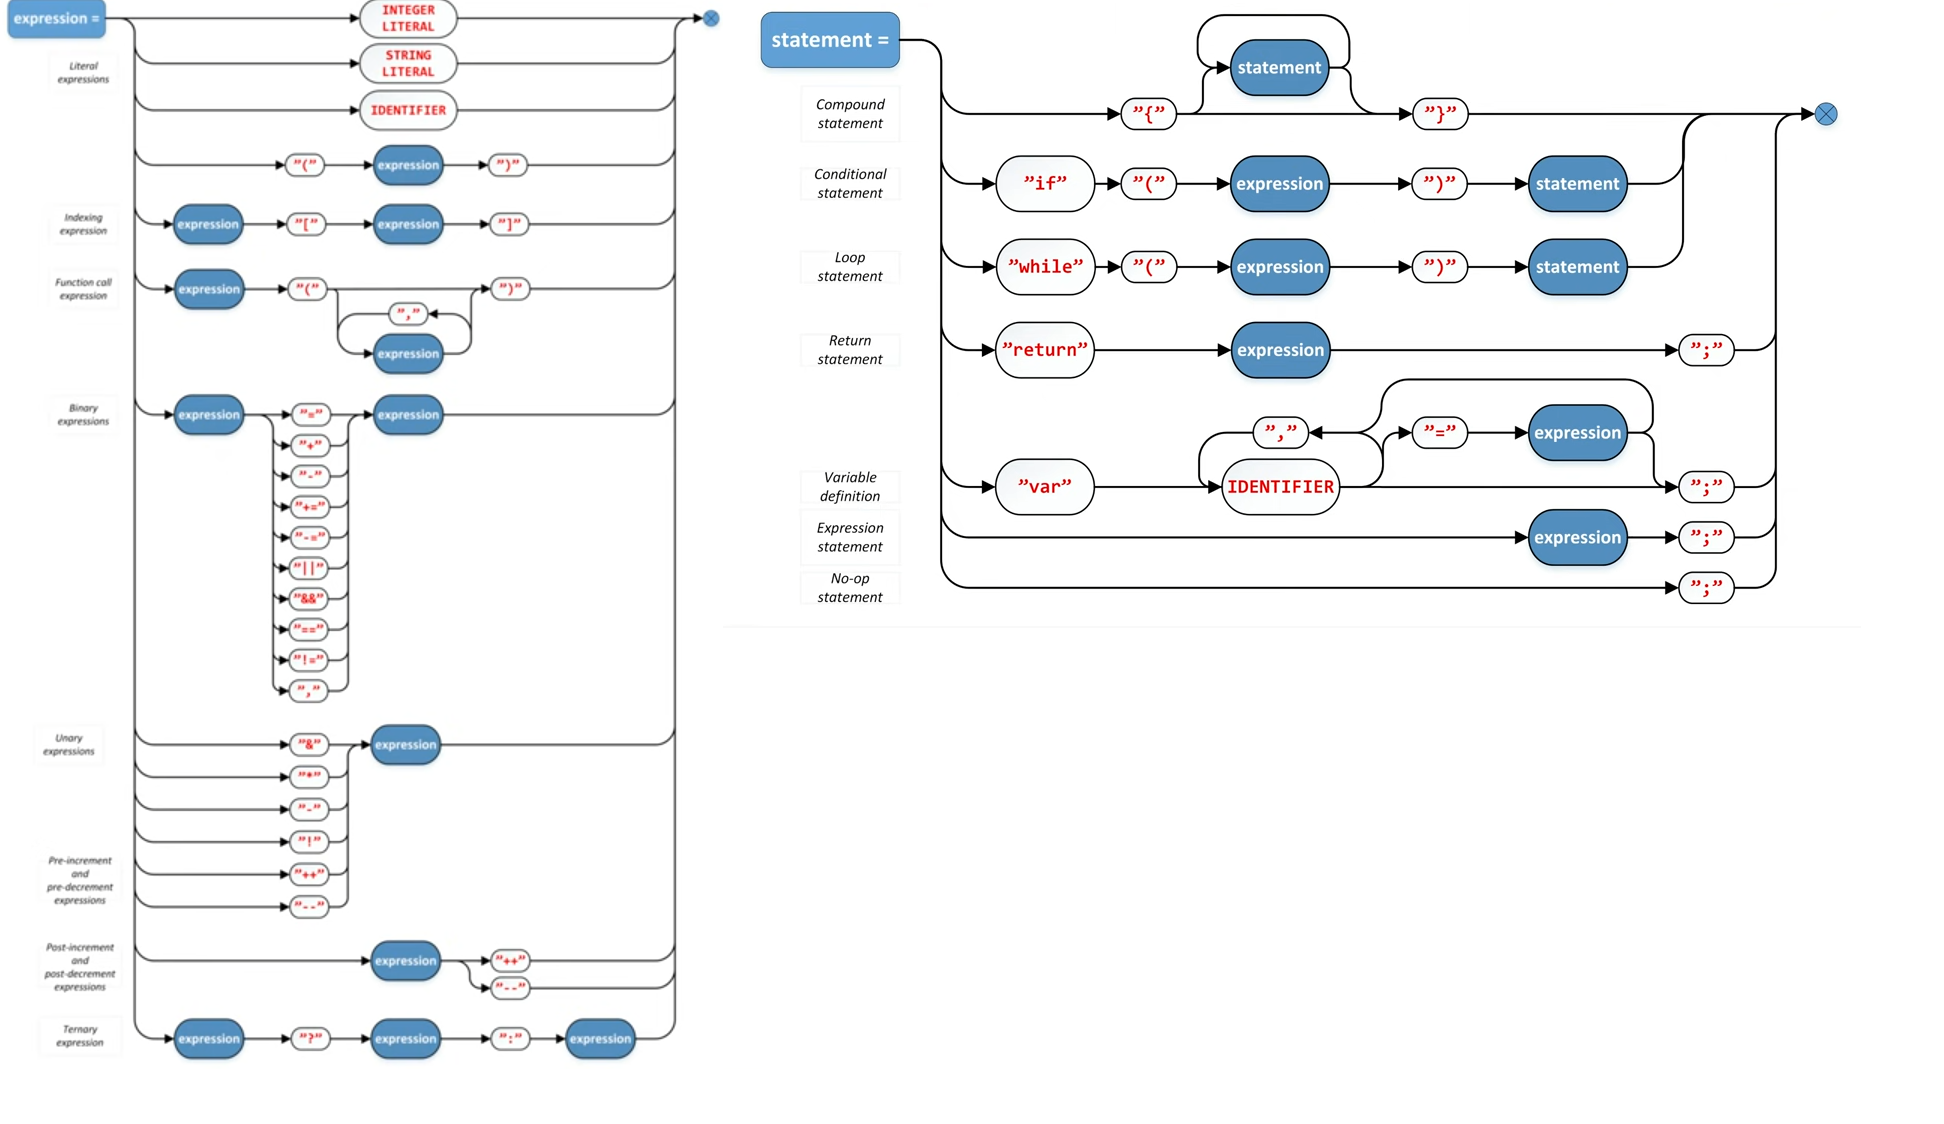 expression =
INTEGER
LITERAL
Literal
expressions
STRING
LITERAL
IDENTIFIER
”(” expression ”)”
Indexing
expression
expression ”[” expression ”]”
Function call
expression
expression ”(” ”)”
”,”
expression
Binary
expressions
expression ”=” expression
”+”
”-”
”+=”
”-=”
”||”
”&&”
”==”
”!=”
”,”
Unary
expressions
”&” expression
”*”
”-”
”!”
Pre-increment
and
pre-decrement
expressions
”++”
”--”
Post-increment
and
post-decrement
expressions
expression ”++”
”--”
Ternary
expression
expression ”?” expression ”:” expression
statement =
statement
Compound
statement
”{” ”}”
Conditional
statement
”if” ”(” expression ”)” statement
Loop
statement
”while” ”(” expression ”)” statement
Return
statement
”return” expression ”;”
”,” ”=” expression
Variable
definition
”var” IDENTIFIER ”;”
Expression
statement
expression ”;”
No-op
statement
”;”